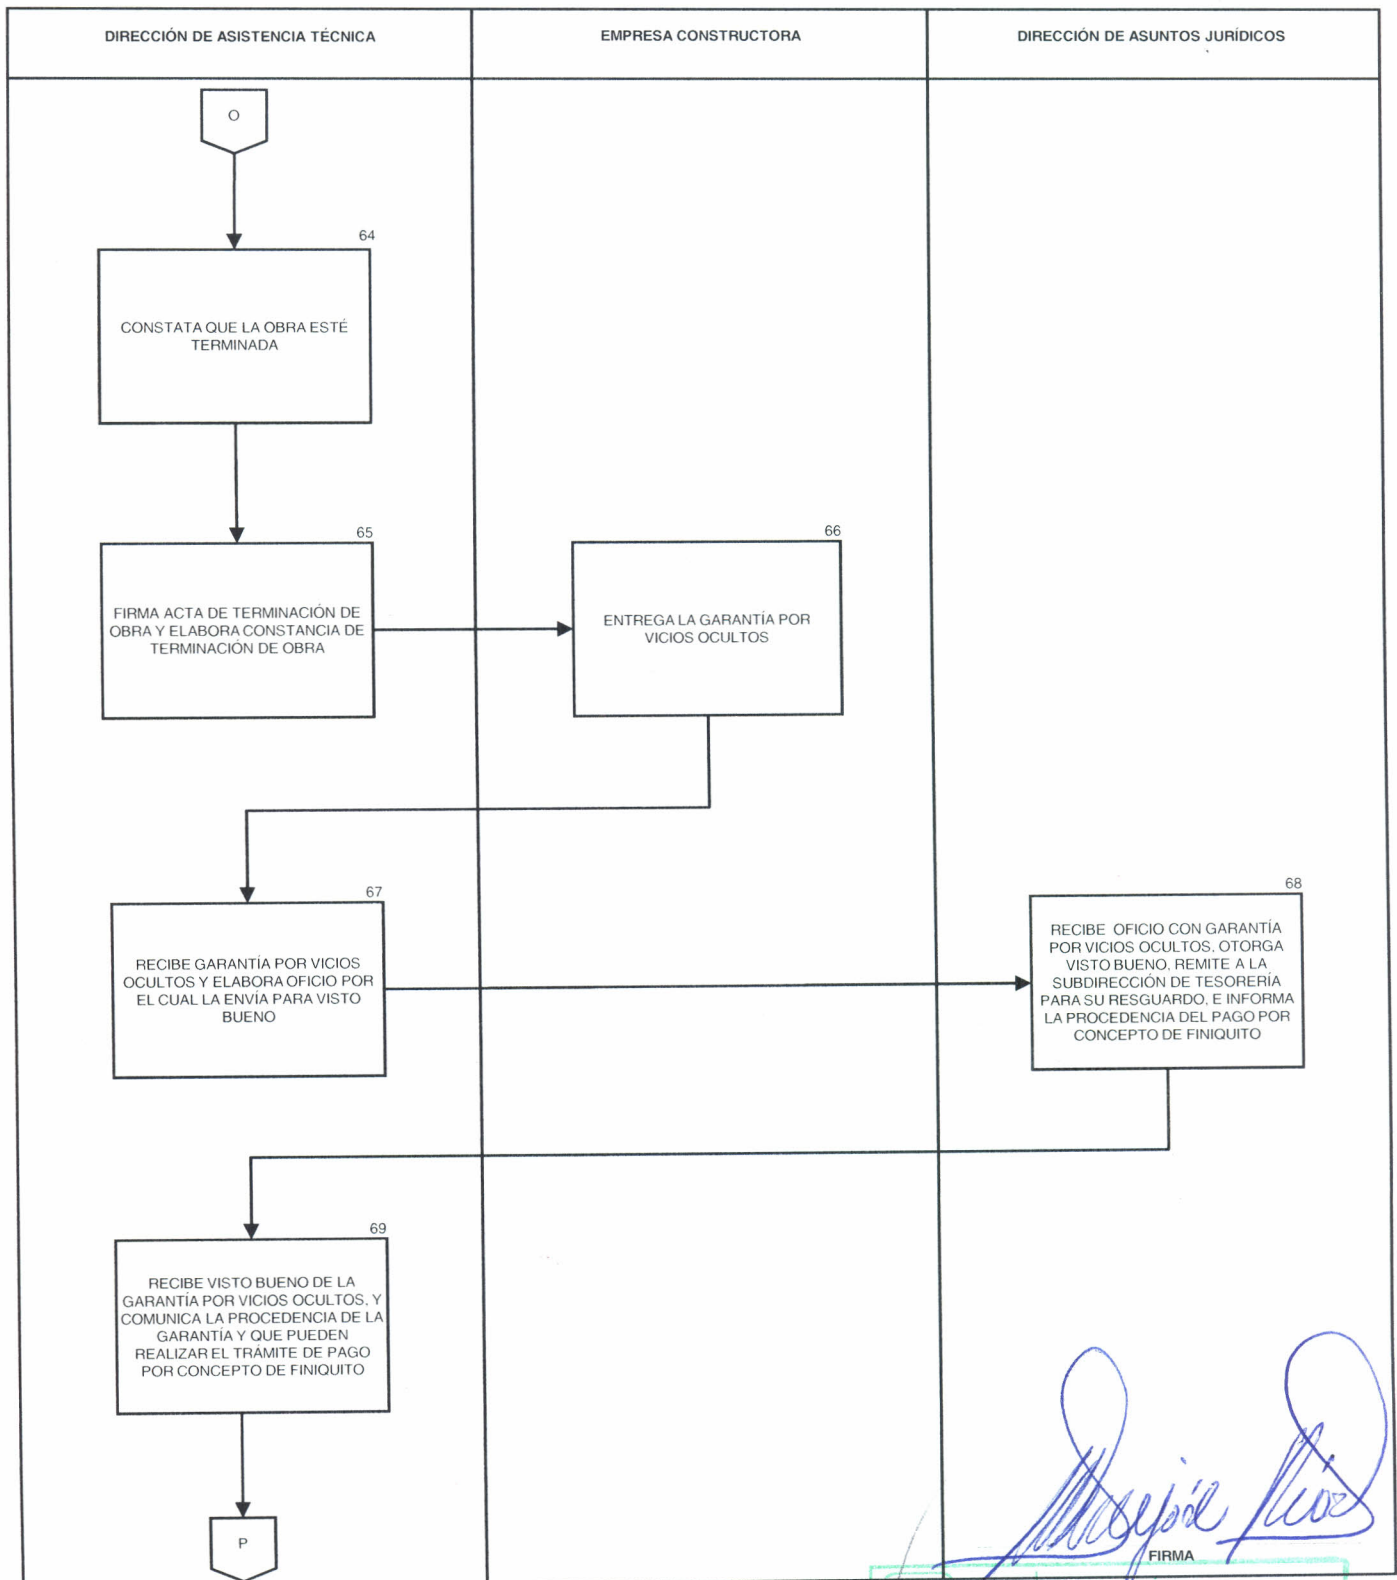 DIRECCIÓN DE ASISTENCIA TÉCNICA
EMPRESA CONSTRUCTORA
DIRECCIÓN DE ASUNTOS JURÍDICOS
O
64
CONSTATA QUE LA OBRA ESTÉ
TERMINADA
65
FIRMA ACTA DE TERMINACIÓN DE
OBRA Y ELABORA CONSTANCIA DE
TERMINACIÓN DE OBRA
66
ENTREGA LA GARANTÍA POR
VICIOS OCULTOS
67
RECIBE GARANTÍA POR VICIOS
OCULTOS Y ELABORA OFICIO POR
EL CUAL LA ENVÍA PARA VISTO
BUENO
68
RECIBE OFICIO CON GARANTÍA
POR VICIOS OCULTOS, OTORGA
VISTO BUENO, REMITE A LA
SUBDIRECCIÓN DE TESORERÍA
PARA SU RESGUARDO, E INFORMA
LA PROCEDENCIA DEL PAGO POR
CONCEPTO DE FINIQUITO
69
RECIBE VISTO BUENO DE LA
GARANTÍA POR VICIOS OCULTOS, Y
COMUNICA LA PROCEDENCIA DE LA
GARANTÍA Y QUE PUEDEN
REALIZAR EL TRÁMITE DE PAGO
POR CONCEPTO DE FINIQUITO
P
FIRMA